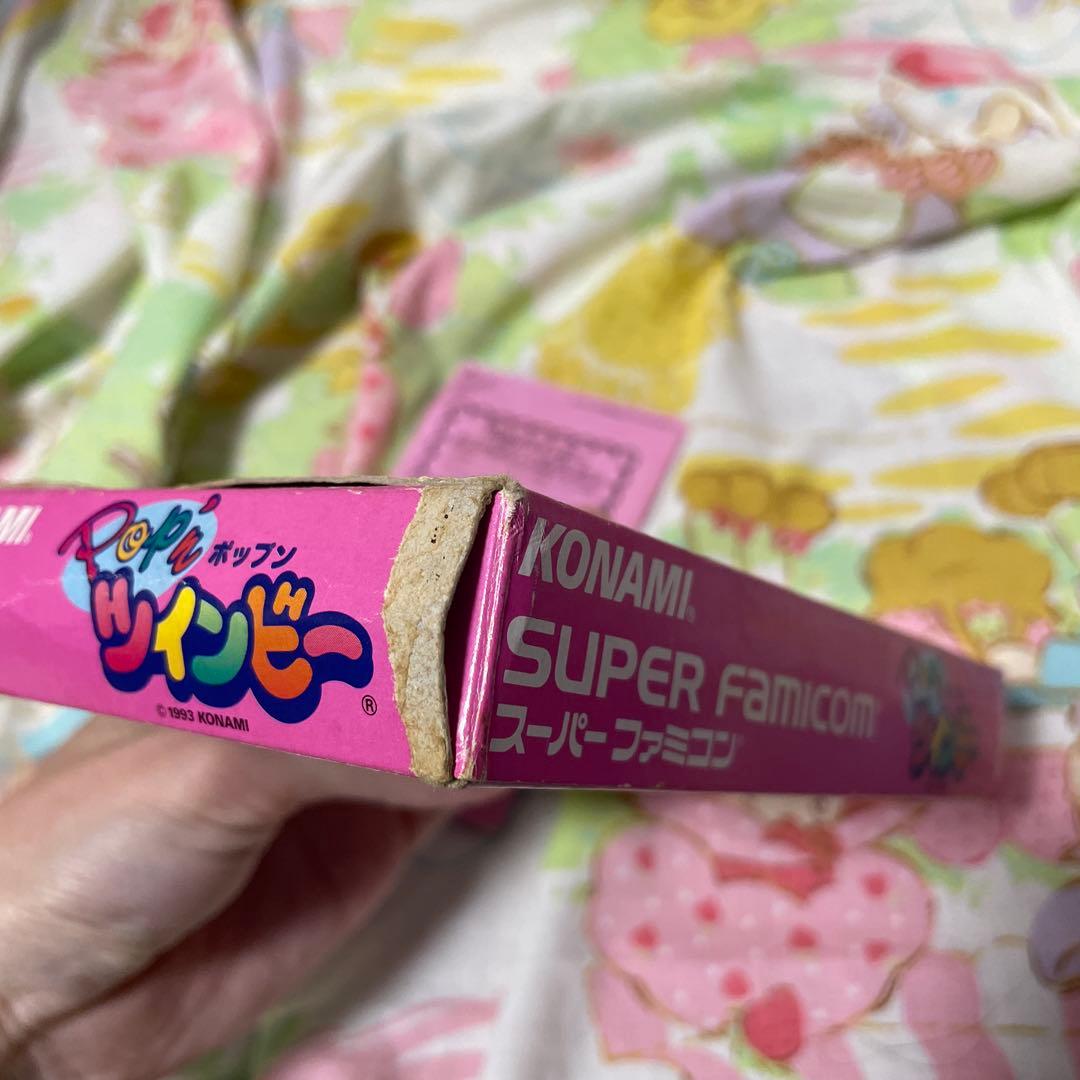 AMI®
Pop'n
ポップン
ツインビー®
©1993 KONAMI
KONAMI®
SUPER Famicom
スーパーファミコン